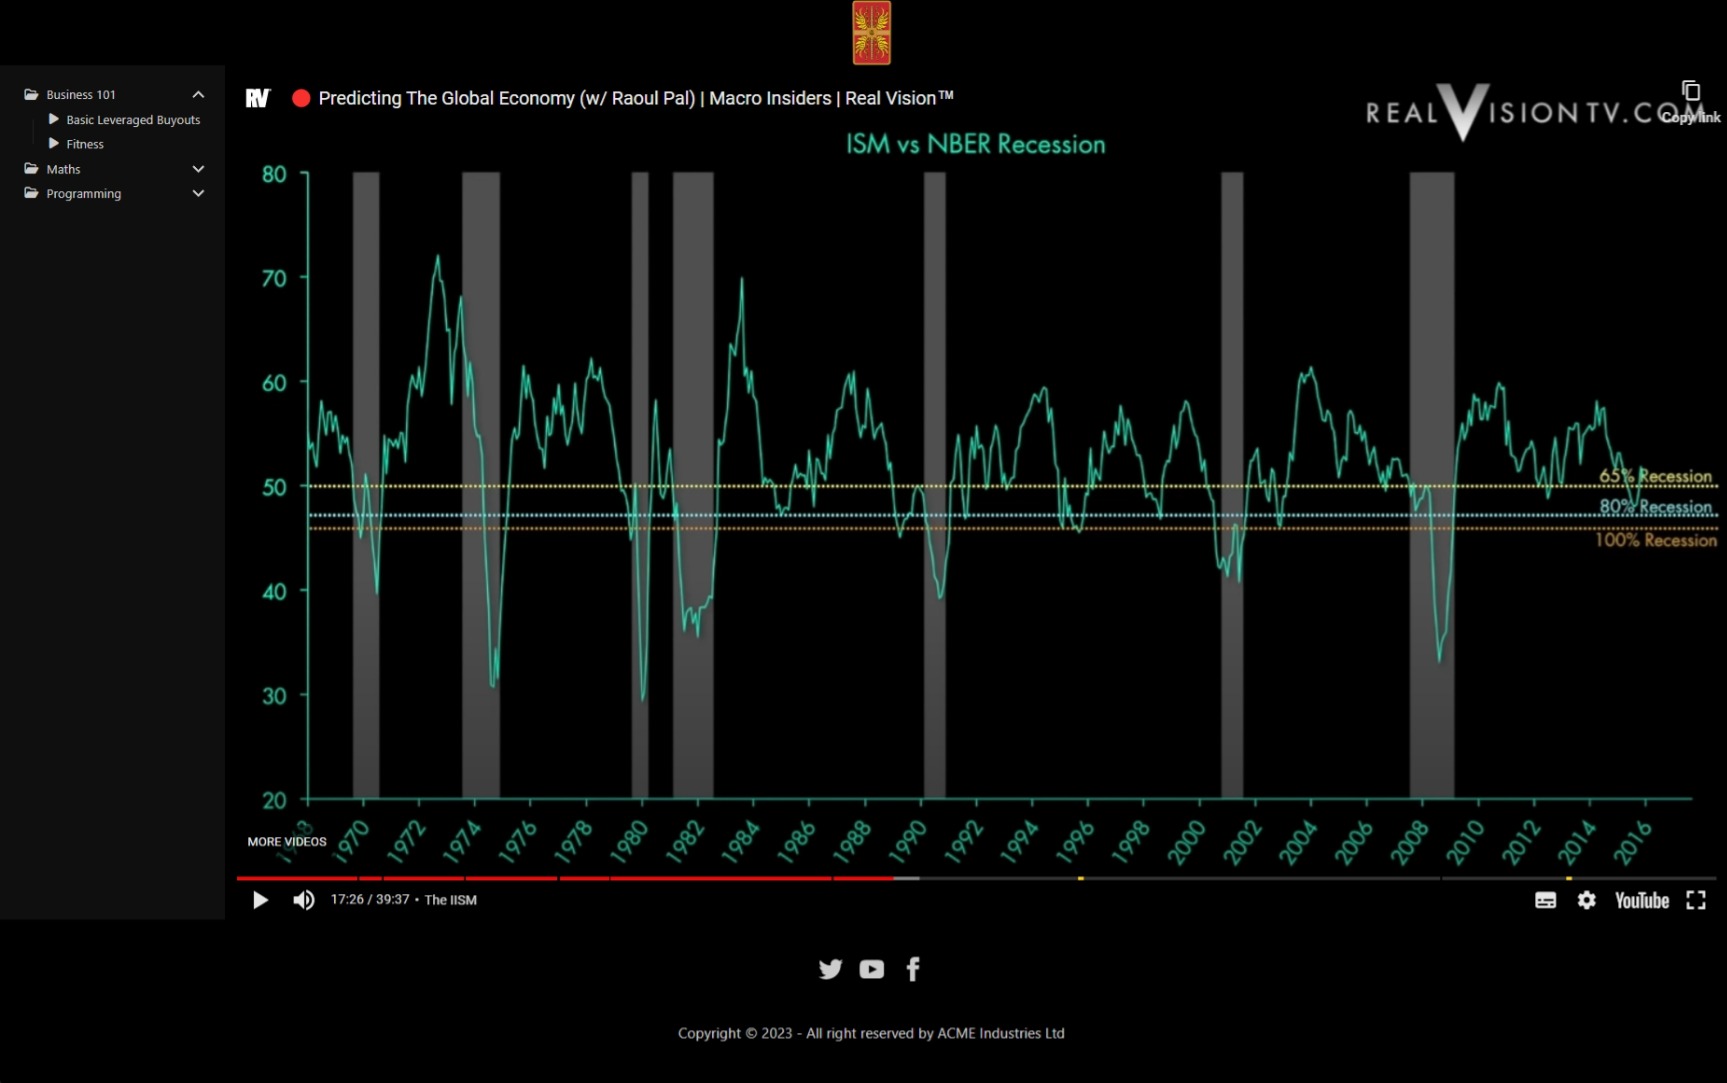 Business 101
Basic Leveraged Buyouts
Fitness
Maths
Programming
RV
Predicting The Global Economy (w/ Raoul Pal) | Macro Insiders | Real Vision™
REALVISIONTV.COM
Copy link
ISM vs NBER Recession
80
70
60
50
40
30
20
65% Recession
80% Recession
100% Recession
1968 1970 1972 1974 1976 1978 1980 1982 1984 1986 1988 1990 1992 1994 1996 1998 2000 2002 2004 2006 2008 2010 2012 2014 2016
MORE VIDEOS
17:26 / 39:37 • The IISM
YouTube
Copyright © 2023 - All right reserved by ACME Industries Ltd